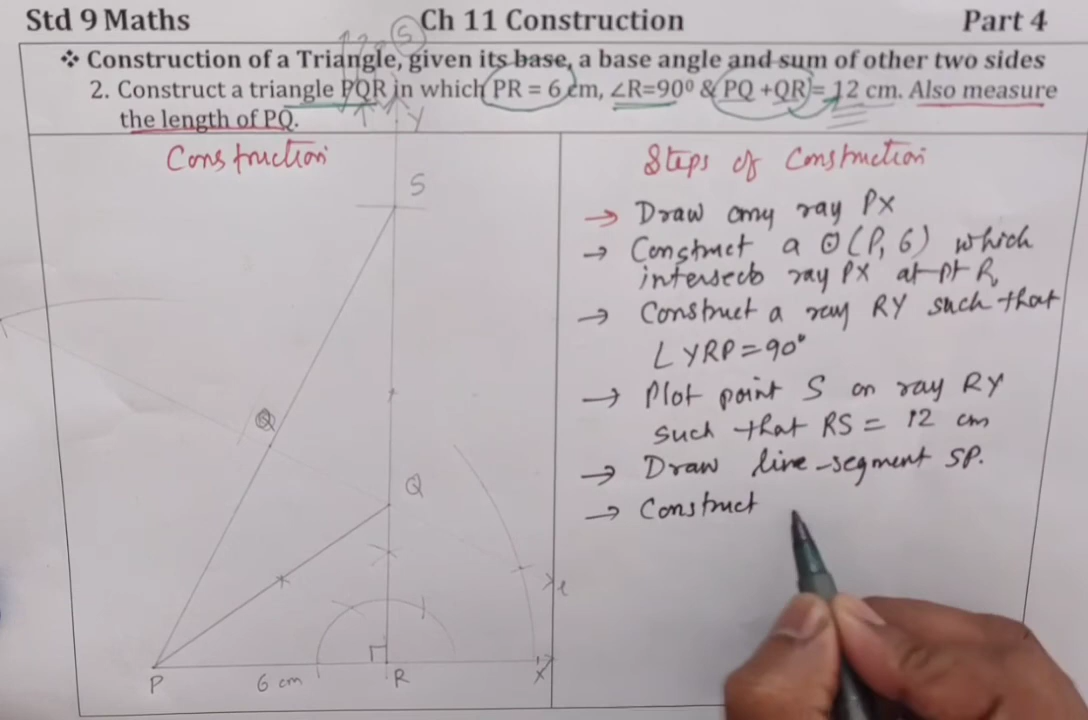 Std 9 Maths Ch 11 Construction Part 4
❖ Construction of a Triangle, given its base, a base angle and sum of other two sides
2. Construct a triangle PQR in which PR = 6 cm, ∠R=90⁰ & (PQ +QR)= 12 cm. Also measure
the length of PQ.
Construction
S
Y
S
Q
Q
l
P
6 cm
R
X
Steps of Construction
→ Draw any ray PX
→ Construct a ⊙(P, 6) which
intersects ray PX at pt R
→ Construct a ray RY such that
∠YRP = 90°
→ Plot point S on ray RY
such that RS = 12 cm
→ Draw line-segment SP.
→ Construct